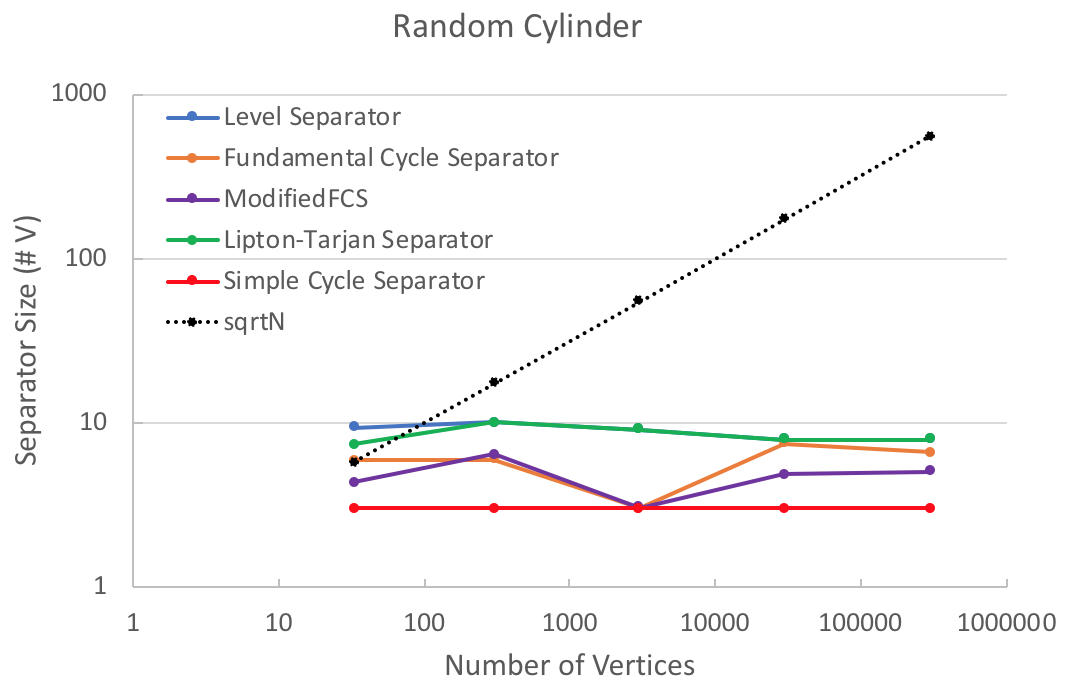 Random Cylinder
1000
100
10
1
Separator Size (# V)
Level Separator
Fundamental Cycle Separator
ModifiedFCS
Lipton-Tarjan Separator
Simple Cycle Separator
sqrtN
1 10 100 1000 10000 100000 1000000
Number of Vertices